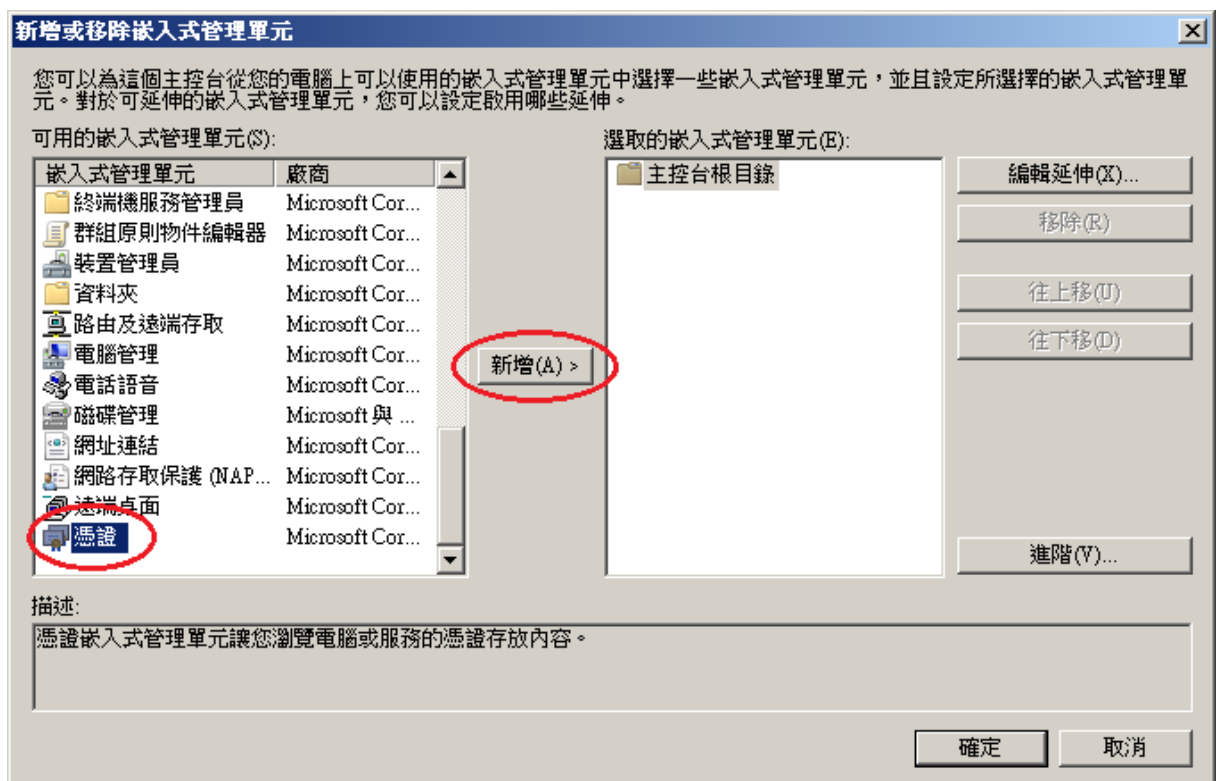 新增或移除嵌入式管理單元
您可以為這個主控台從您的電腦上可以使用的嵌入式管理單元中選擇一些嵌入式管理單元，並且設定所選擇的嵌入式管理單
元。對於可延伸的嵌入式管理單元，您可以設定啟用哪些延伸。
可用的嵌入式管理單元(S):
嵌入式管理單元 廠商
終端機服務管理員 Microsoft Cor...
群組原則物件編輯器 Microsoft Cor...
裝置管理員 Microsoft Cor...
資料夾 Microsoft Cor...
路由及遠端存取 Microsoft Cor...
電腦管理 Microsoft Cor...
電話語音 Microsoft Cor...
磁碟管理 Microsoft 與 ...
網址連結 Microsoft Cor...
網路存取保護 (NAP... Microsoft Cor...
遠端桌面 Microsoft Cor...
憑證 Microsoft Cor...
新增(A) >
選取的嵌入式管理單元(E):
主控台根目錄
編輯延伸(X)...
移除(R)
往上移(U)
往下移(D)
進階(V)...
描述:
憑證嵌入式管理單元讓您瀏覽電腦或服務的憑證存放內容。
確定
取消